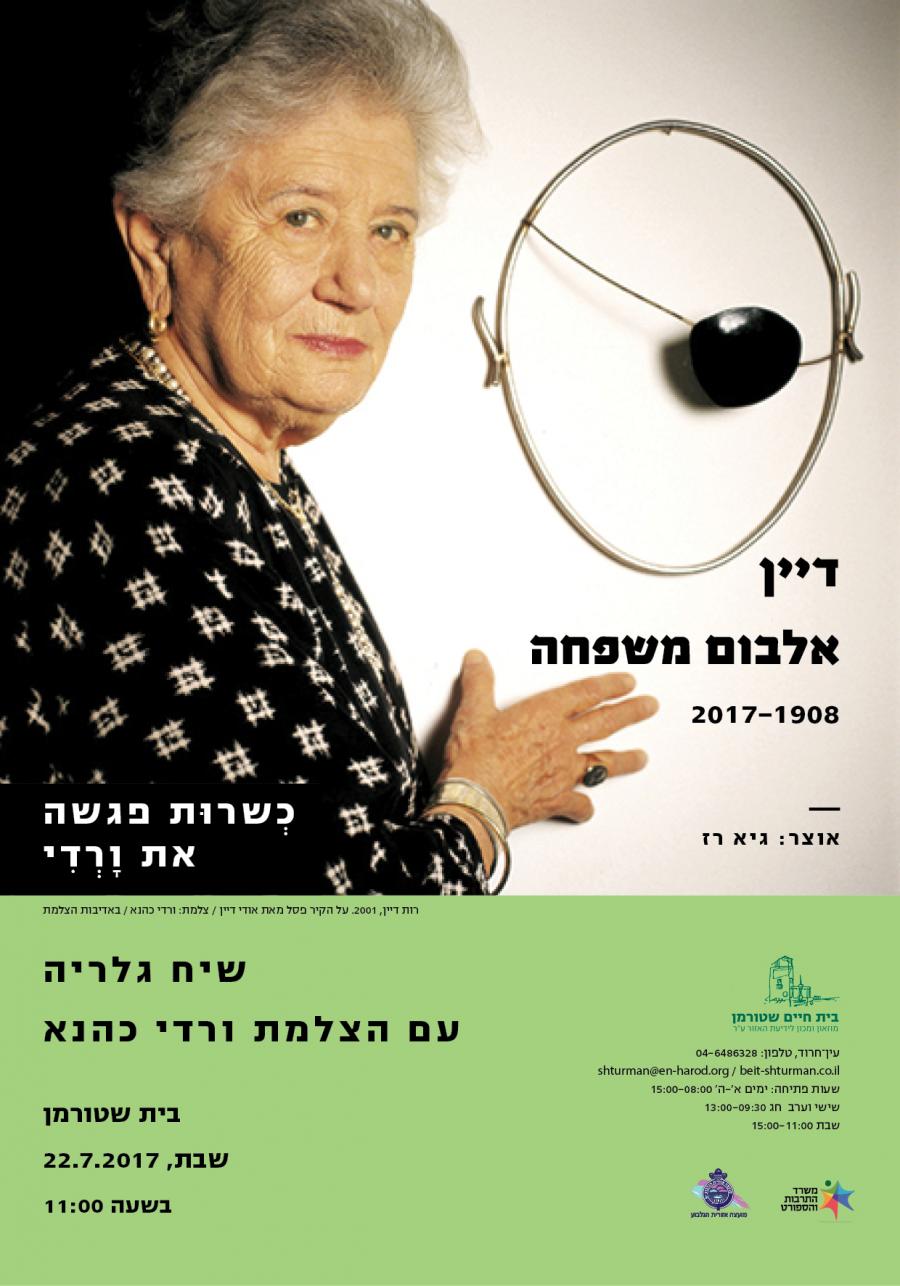 דיין
אלבום משפחה
2017–1908
אוצר: גיא רז
כְשרוּת פגשה
את וָרְדִי
רות דיין, 2001. על הקיר פסל מאת אודי דיין / צלמת: ורדי כהנא / באדיבות הצלמת
שיח גלריה
עם הצלמת ורדי כהנא
בית שטורמן
שבת, 22.7.2017
בשעה 11:00
בית חיים שטורמן
מוזאון ומכון לידיעת האזור ע"ר
עין־חרוד, טלפון: 04-6486328
shturman@en-harod.org / beit-shturman.co.il
שעות פתיחה: ימים א'-ה' 15:00-08:00
שישי וערב חג 13:00-09:30
שבת 15:00-11:00
מועצה אזורית הגלבוע
משרד
התרבות
והספורט